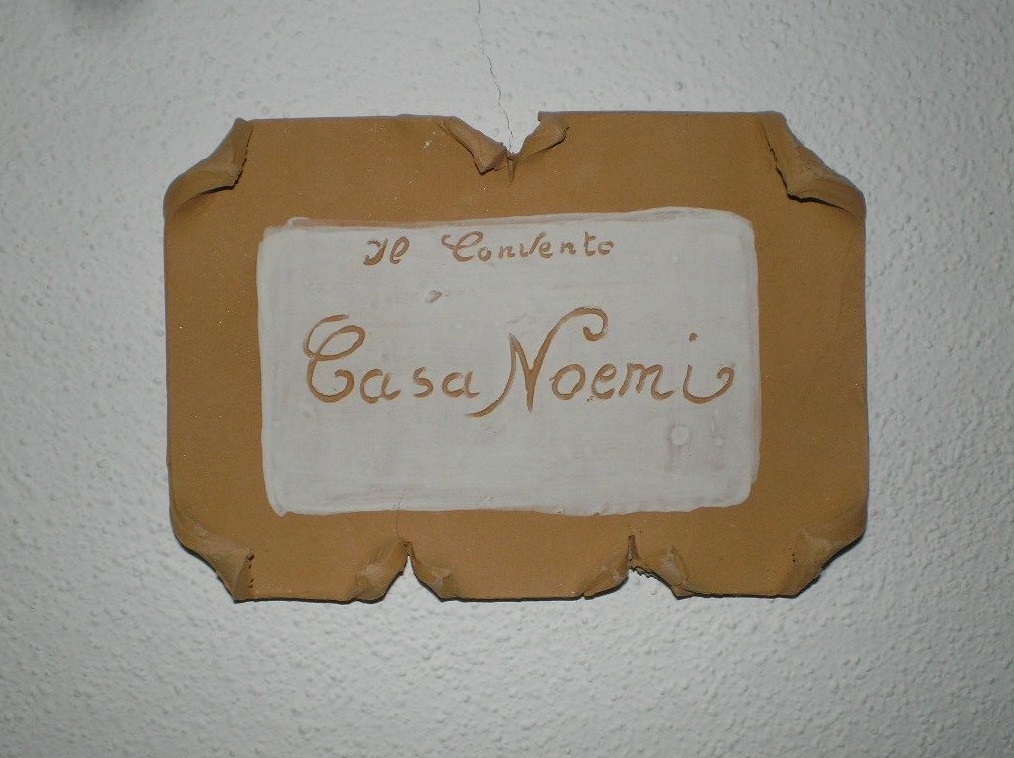 Il Convento
Casa Noemi